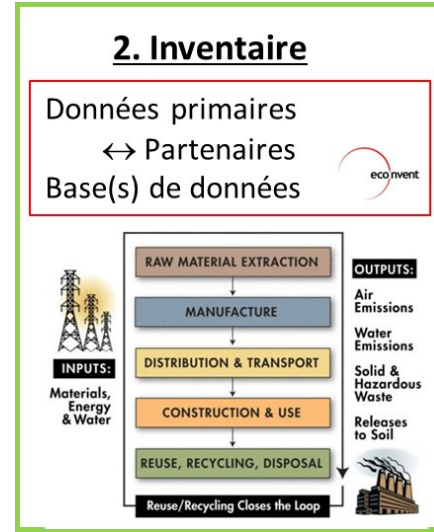 2. Inventaire
Données primaires
↔ Partenaires
Base(s) de données
ecoinvent
RAW MATERIAL EXTRACTION
MANUFACTURE
DISTRIBUTION & TRANSPORT
CONSTRUCTION & USE
REUSE, RECYCLING, DISPOSAL
INPUTS:
Materials,
Energy
& Water
OUTPUTS:
Air
Emissions
Water
Emissions
Solid &
Hazardous
Waste
Releases
to Soil
Reuse/Recycling Closes the Loop